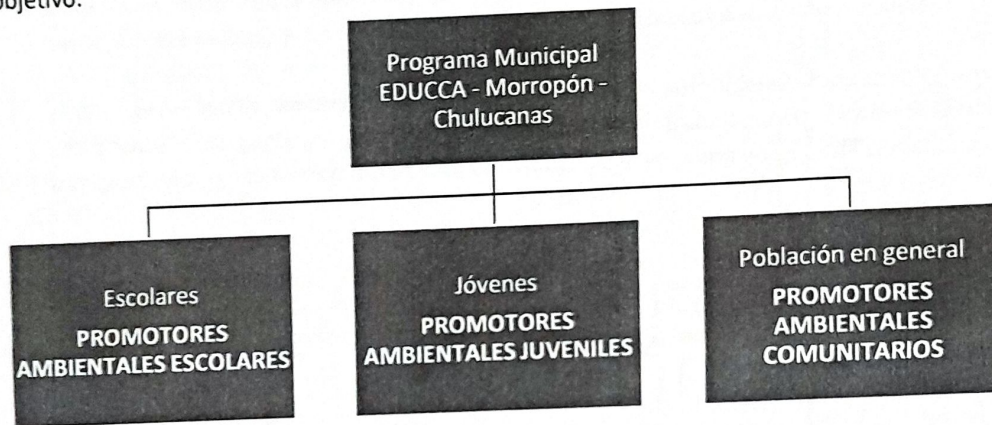 objetivo.
Programa Municipal
EDUCCA - Morropón -
Chulucanas
Escolares
PROMOTORES
AMBIENTALES ESCOLARES
Jóvenes
PROMOTORES
AMBIENTALES JUVENILES
Población en general
PROMOTORES
AMBIENTALES
COMUNITARIOS